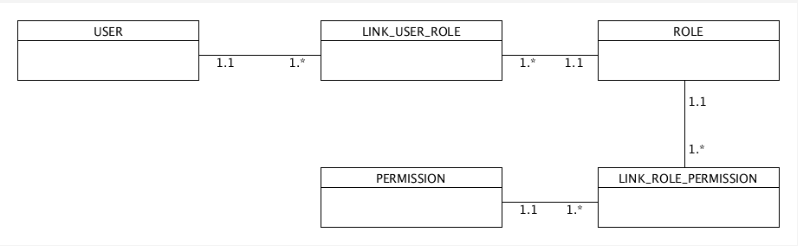 USER
LINK_USER_ROLE
ROLE
1.1
1.*
1.*
1.1
1.1
1.*
PERMISSION
LINK_ROLE_PERMISSION
1.1
1.*